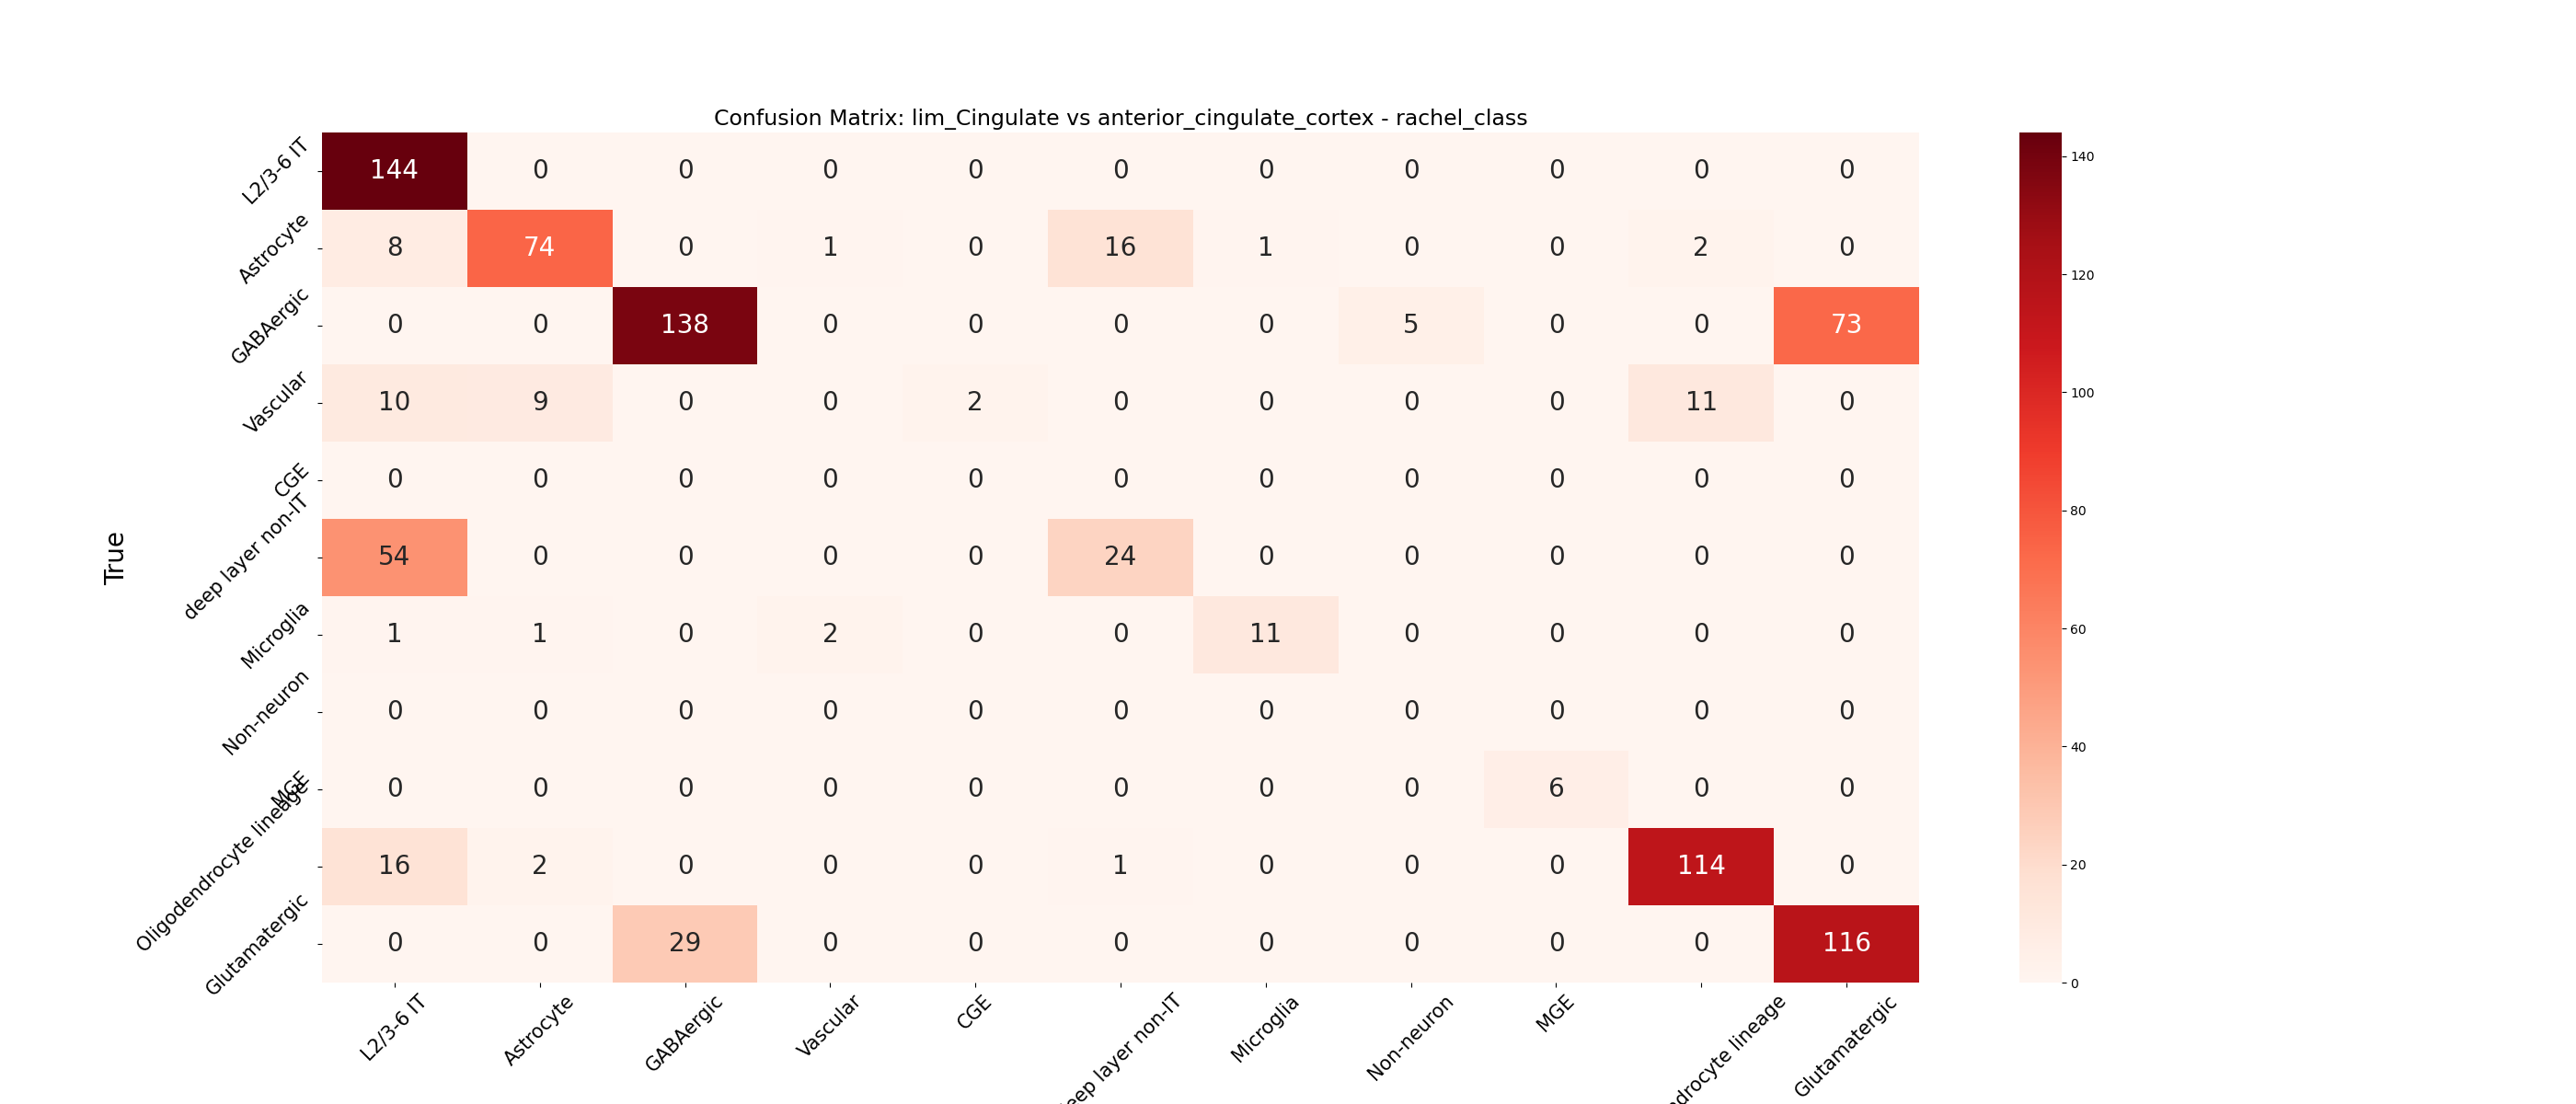 Confusion Matrix: lim_Cingulate vs anterior_cingulate_cortex - rachel_class
True
L2/3-6 IT 144 0 0 0 0 0 0 0 0 0 0
Astrocyte 8 74 0 1 0 16 1 0 0 2 0
GABAergic 0 0 138 0 0 0 0 5 0 0 73
Vascular 10 9 0 0 2 0 0 0 0 11 0
CGE 0 0 0 0 0 0 0 0 0 0 0
deep layer non-IT 54 0 0 0 0 24 0 0 0 0 0
Microglia 1 1 0 2 0 0 11 0 0 0 0
Non-neuron 0 0 0 0 0 0 0 0 0 0 0
MGE 0 0 0 0 0 0 0 0 6 0 0
Oligodendrocyte lineage 16 2 0 0 0 1 0 0 0 114 0
Glutamatergic 0 0 29 0 0 0 0 0 0 0 116
L2/3-6 IT Astrocyte GABAergic Vascular CGE eep layer non-IT Microglia Non-neuron MGE ndrocyte lineage Glutamatergic
140
120
100
80
60
40
20
0